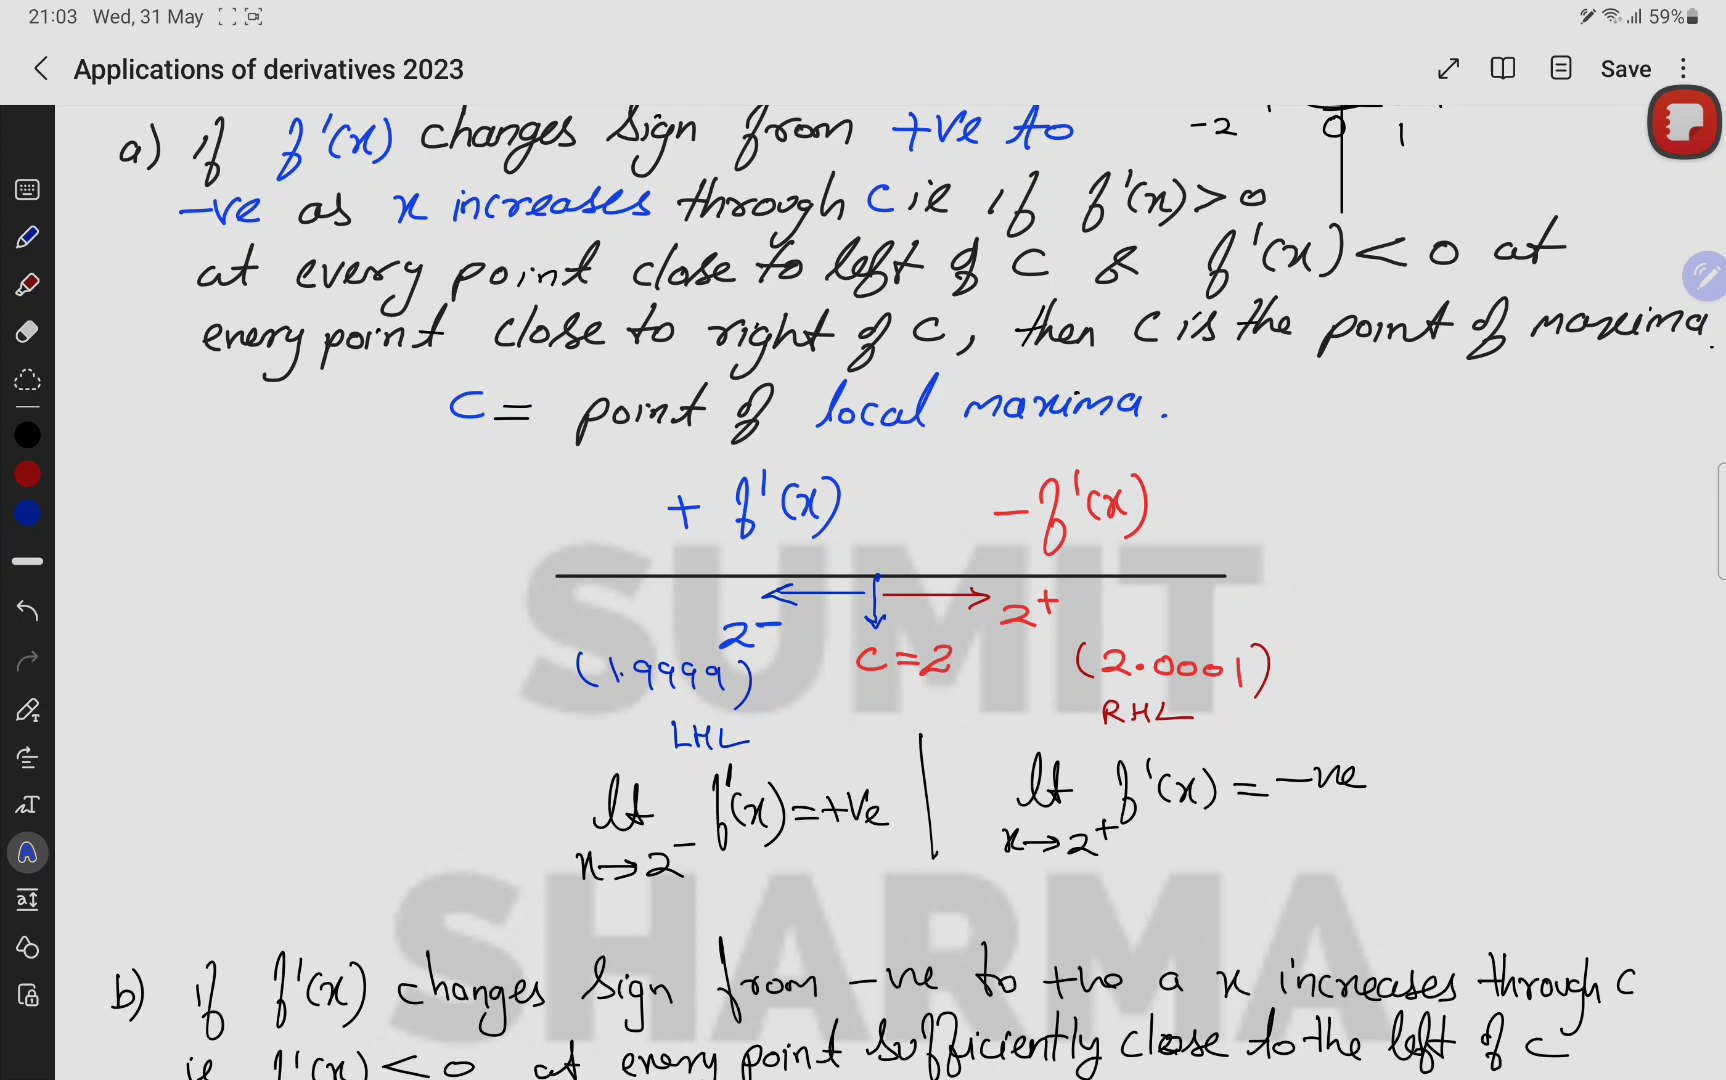 21:03 Wed, 31 May 59%
Applications of derivatives 2023 Save
a) if f'(x) changes sign from +ve to
-2 0 1
-ve as x increases through c ie if f'(x) > 0
at every point close to left of c & f'(x) < 0 at
every point close to right of c, then c is the point of maxima.
c = point of local maxima.
+ f'(x) - f'(x)
2⁻ 2⁺
(1.9999) c = 2 (2.0001)
LHL RHL
lt f'(x) = +ve | lt f'(x) = -ve
x→2⁻ x→2⁺
b) if f'(x) changes sign from -ve to +ve a x increases through c
ie f'(x) < 0 at every point sufficiently close to the left of c
SUMIT
SHARMA